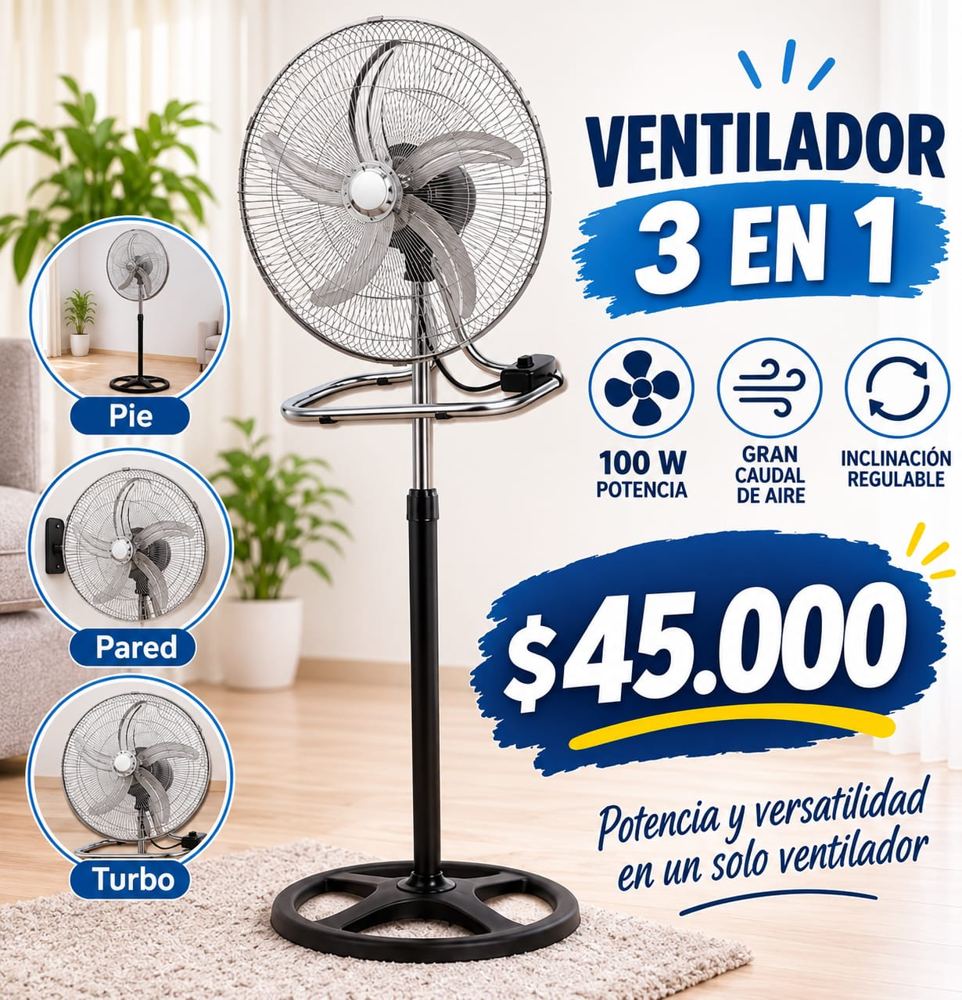 VENTILADOR
3 EN 1
100 W
POTENCIA
GRAN
CAUDAL
DE AIRE
INCLINACIÓN
REGULABLE
$45.000
Potencia y versatilidad
en un solo ventilador
Pie
Pared
Turbo